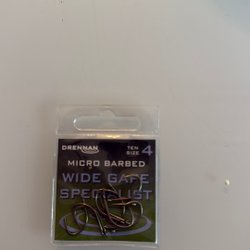 DRENNAN
TEN
SIZE 4
MICRO BARBED
WIDE GAPE
SPECIALIST